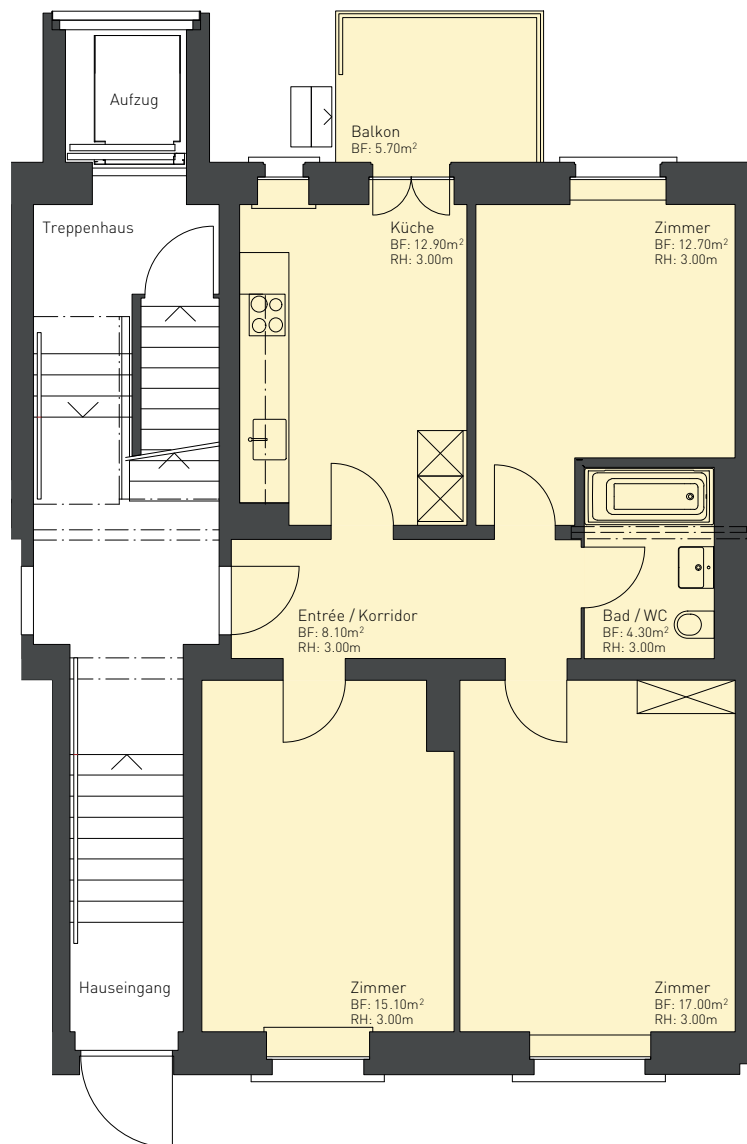 Aufzug
Balkon
BF: 5.70m²
Treppenhaus
Küche
BF: 12.90m²
RH: 3.00m
Zimmer
BF: 12.70m²
RH: 3.00m
Entrée / Korridor
BF: 8.10m²
RH: 3.00m
Bad / WC
BF: 4.30m²
RH: 3.00m
Hauseingang
Zimmer
BF: 15.10m²
RH: 3.00m
Zimmer
BF: 17.00m²
RH: 3.00m